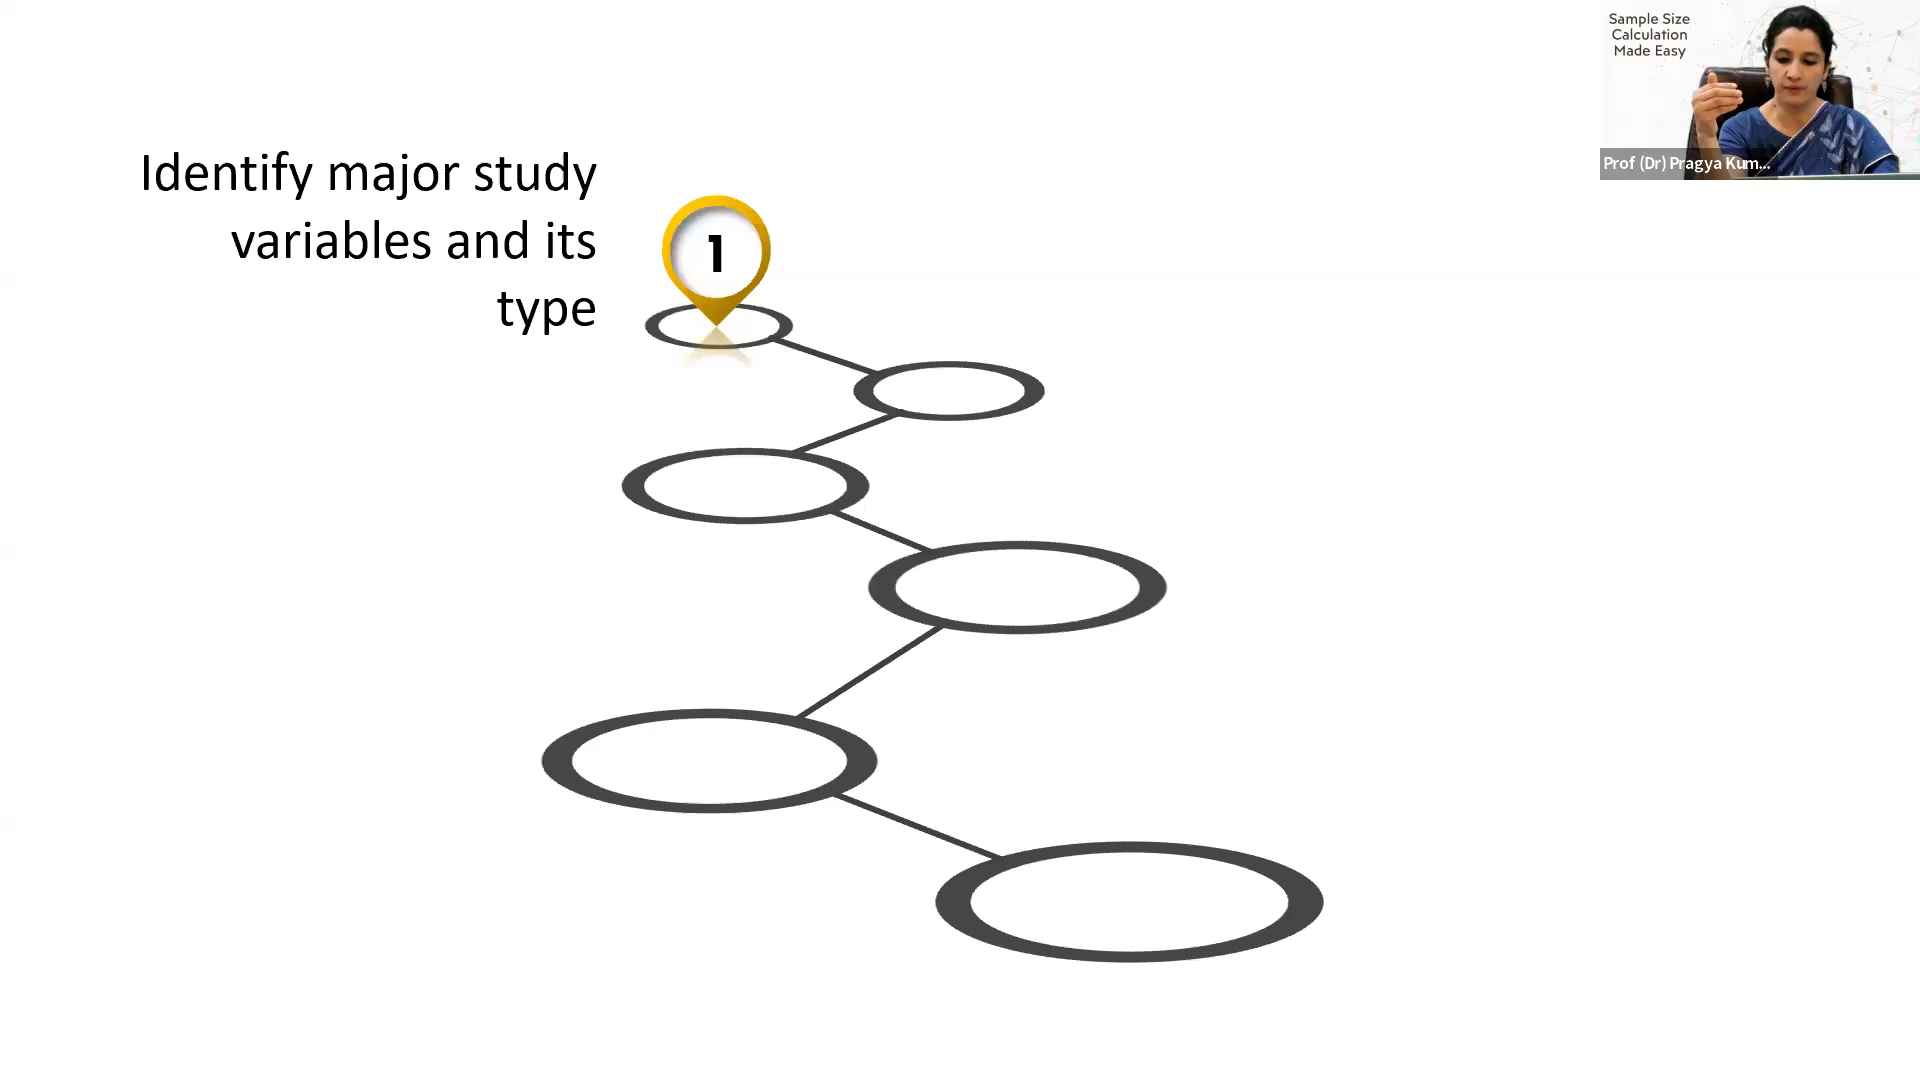 Identify major study
variables and its
type
1
Sample Size
Calculation
Made Easy
Prof (Dr) Pragya Kum...